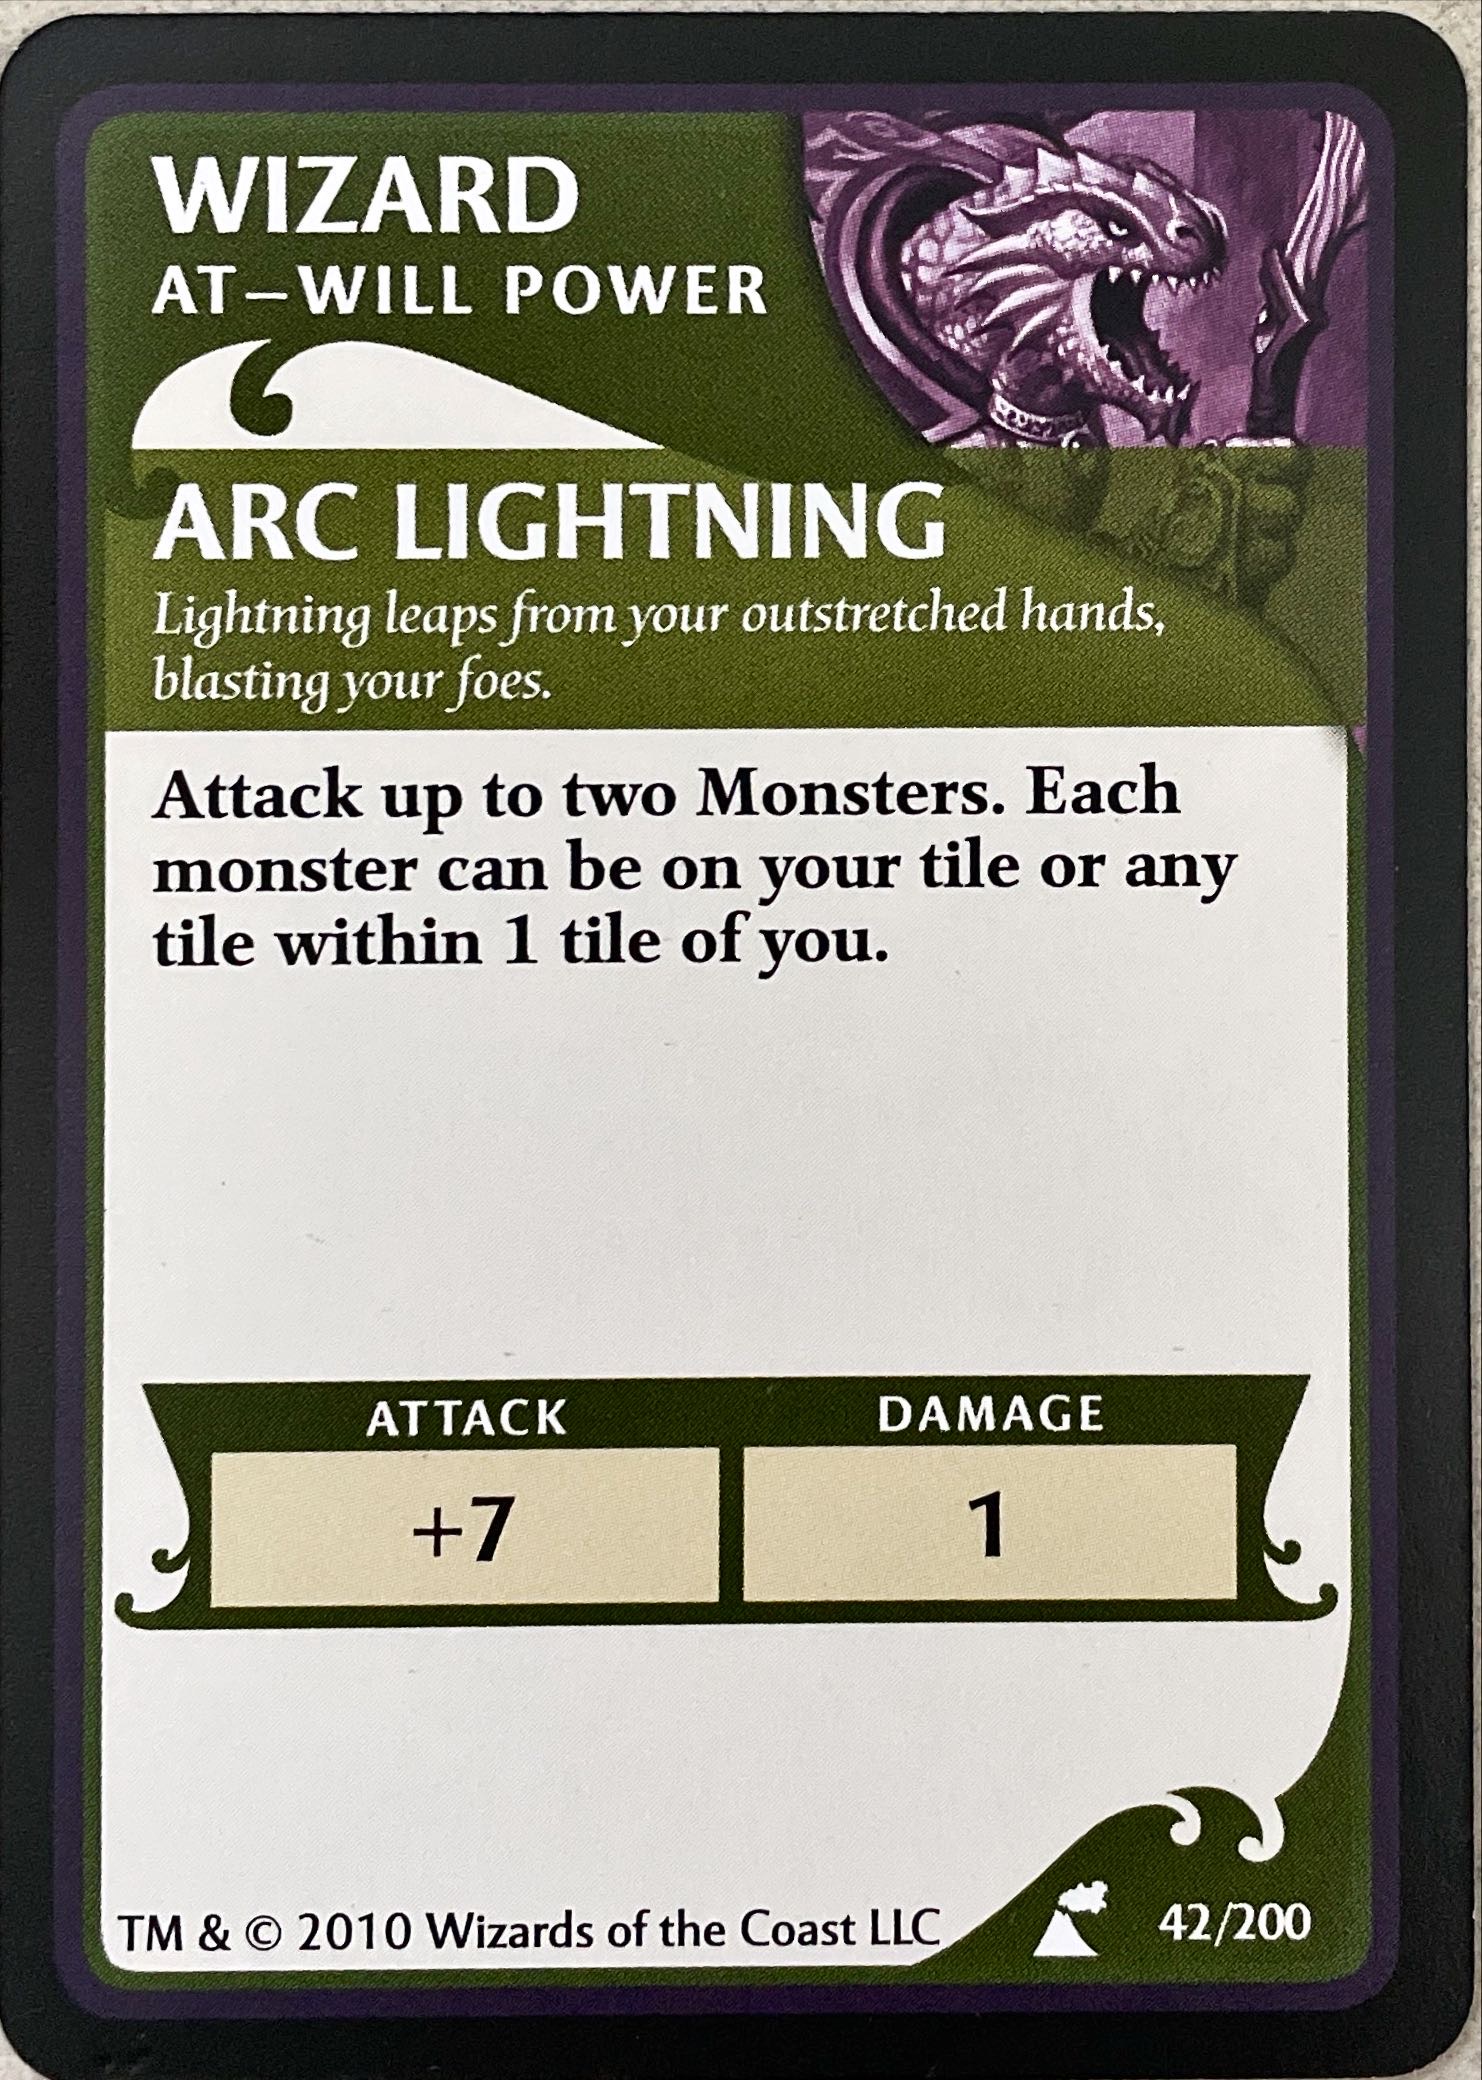 WIZARD
AT–WILL POWER
ARC LIGHTNING
Lightning leaps from your outstretched hands,
blasting your foes.
Attack up to two Monsters. Each
monster can be on your tile or any
tile within 1 tile of you.
ATTACK DAMAGE
+7 1
TM & © 2010 Wizards of the Coast LLC 42/200